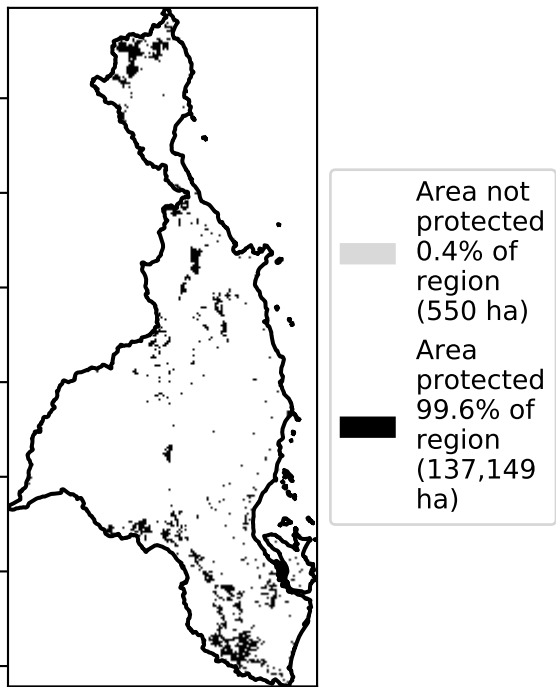 Area not
protected
0.4% of
region
(550 ha)
Area
protected
99.6% of
region
(137,149
ha)